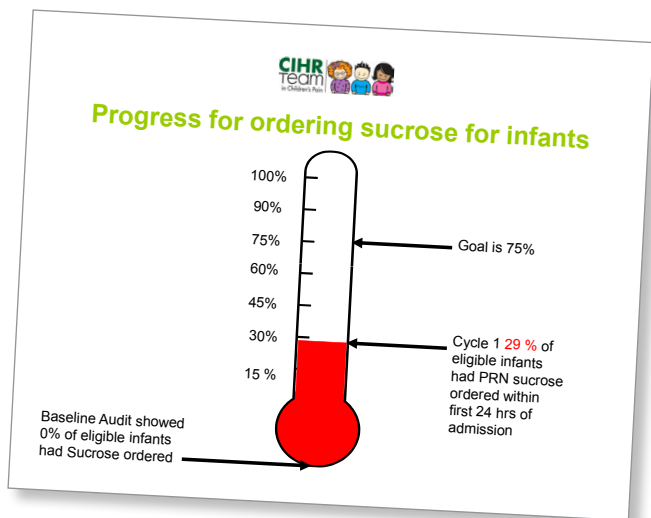 CIHR
Team
in Children's Pain
Progress for ordering sucrose for infants
100%
90%
75%
60%
45%
30%
15 %
Goal is 75%
Cycle 1 29 % of
eligible infants
had PRN sucrose
ordered within
first 24 hrs of
admission
Baseline Audit showed
0% of eligible infants
had Sucrose ordered